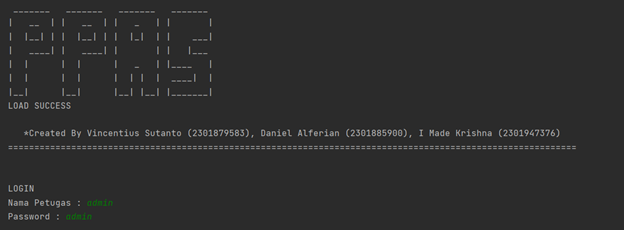 PPAS
LOAD SUCCESS
*Created By Vincentius Sutanto (2301879583), Daniel Alferian (2301885900), I Made Krishna (2301947376)
LOGIN
Nama Petugas : admin
Password : admin